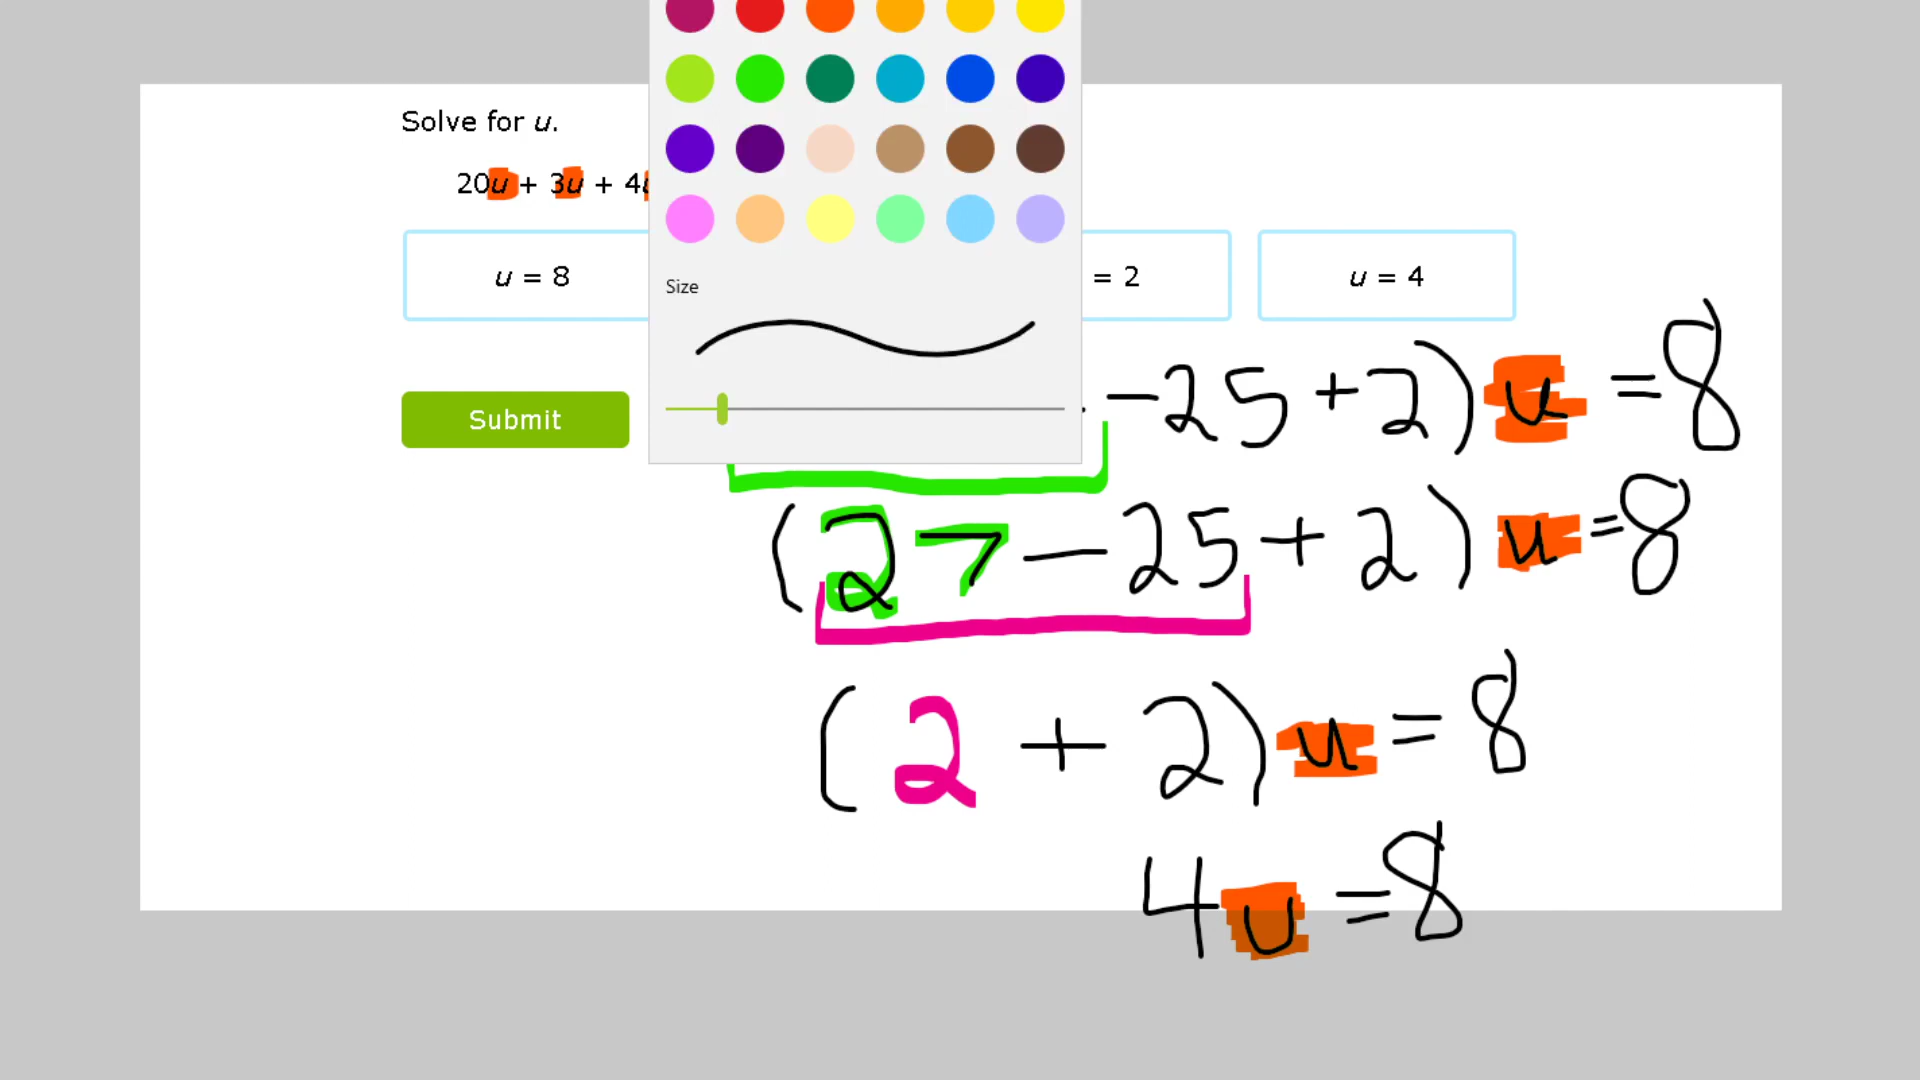 Solve for u.
20u + 3u + 4u
u = 8
= 2
u = 4
Size
Submit
-25+2)u=8
(27-25+2)u=8
(2+2)u=8
4u=8